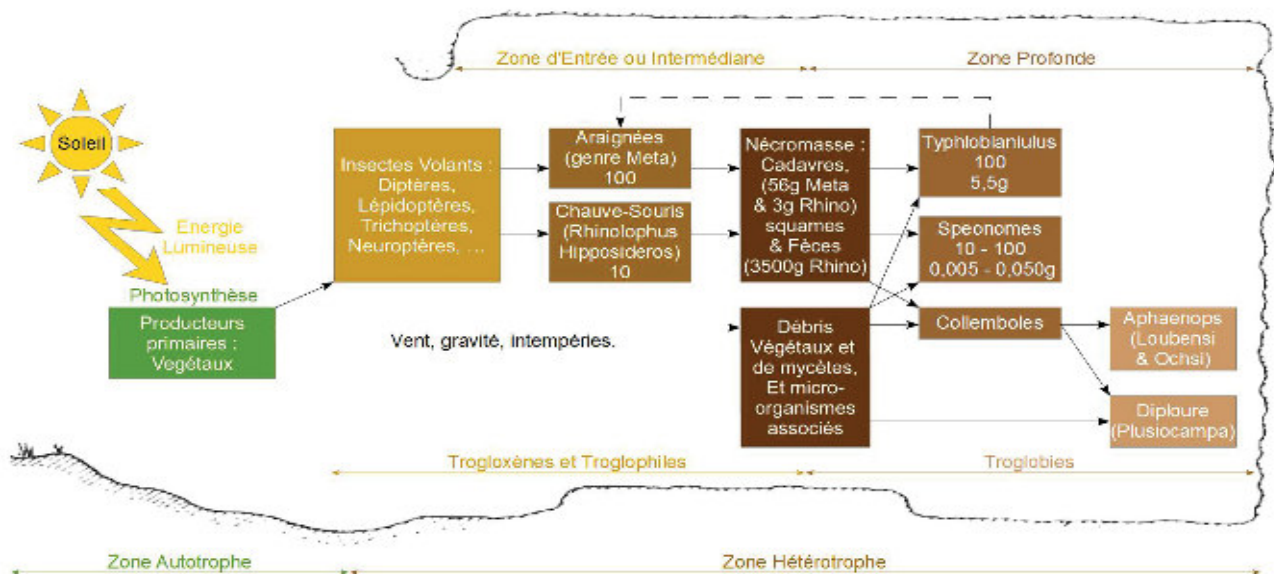 Zone d'Entrée ou Intermédiane
Zone Profonde
Soleil
Energie
Lumineuse
Photosynthèse
Producteurs
primaires :
Vegétaux
Insectes Volants :
Diptères,
Lépidoptères,
Trichoptères,
Neuroptères, ...
Araignées
(genre Meta)
100
Chauve-Souris
(Rhinolophus
Hipposideros)
10
Nécromasse :
Cadavres,
(56g Meta
& 3g Rhino)
squames
& Fèces
(3500g Rhino)
Typhloblaniulus
100
5,5g
Speonomes
10 - 100
0,005 - 0,050g
Vent, gravité, intempéries.
Débris
Végétaux et
de mycètes,
Et micro-
organismes
associés
Collemboles
Aphaenops
(Loubensi
& Ochsi)
Diploure
(Plusiocampa)
Trogloxènes et Troglophiles
Troglobies
Zone Autotrophe
Zone Hétérotrophe